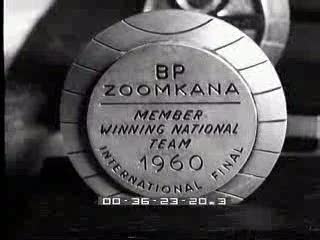 BP
ZOOMKANA
MEMBER
WINNING NATIONAL
TEAM
1960
INTERNATIONAL FINAL
00-36-23-20.3